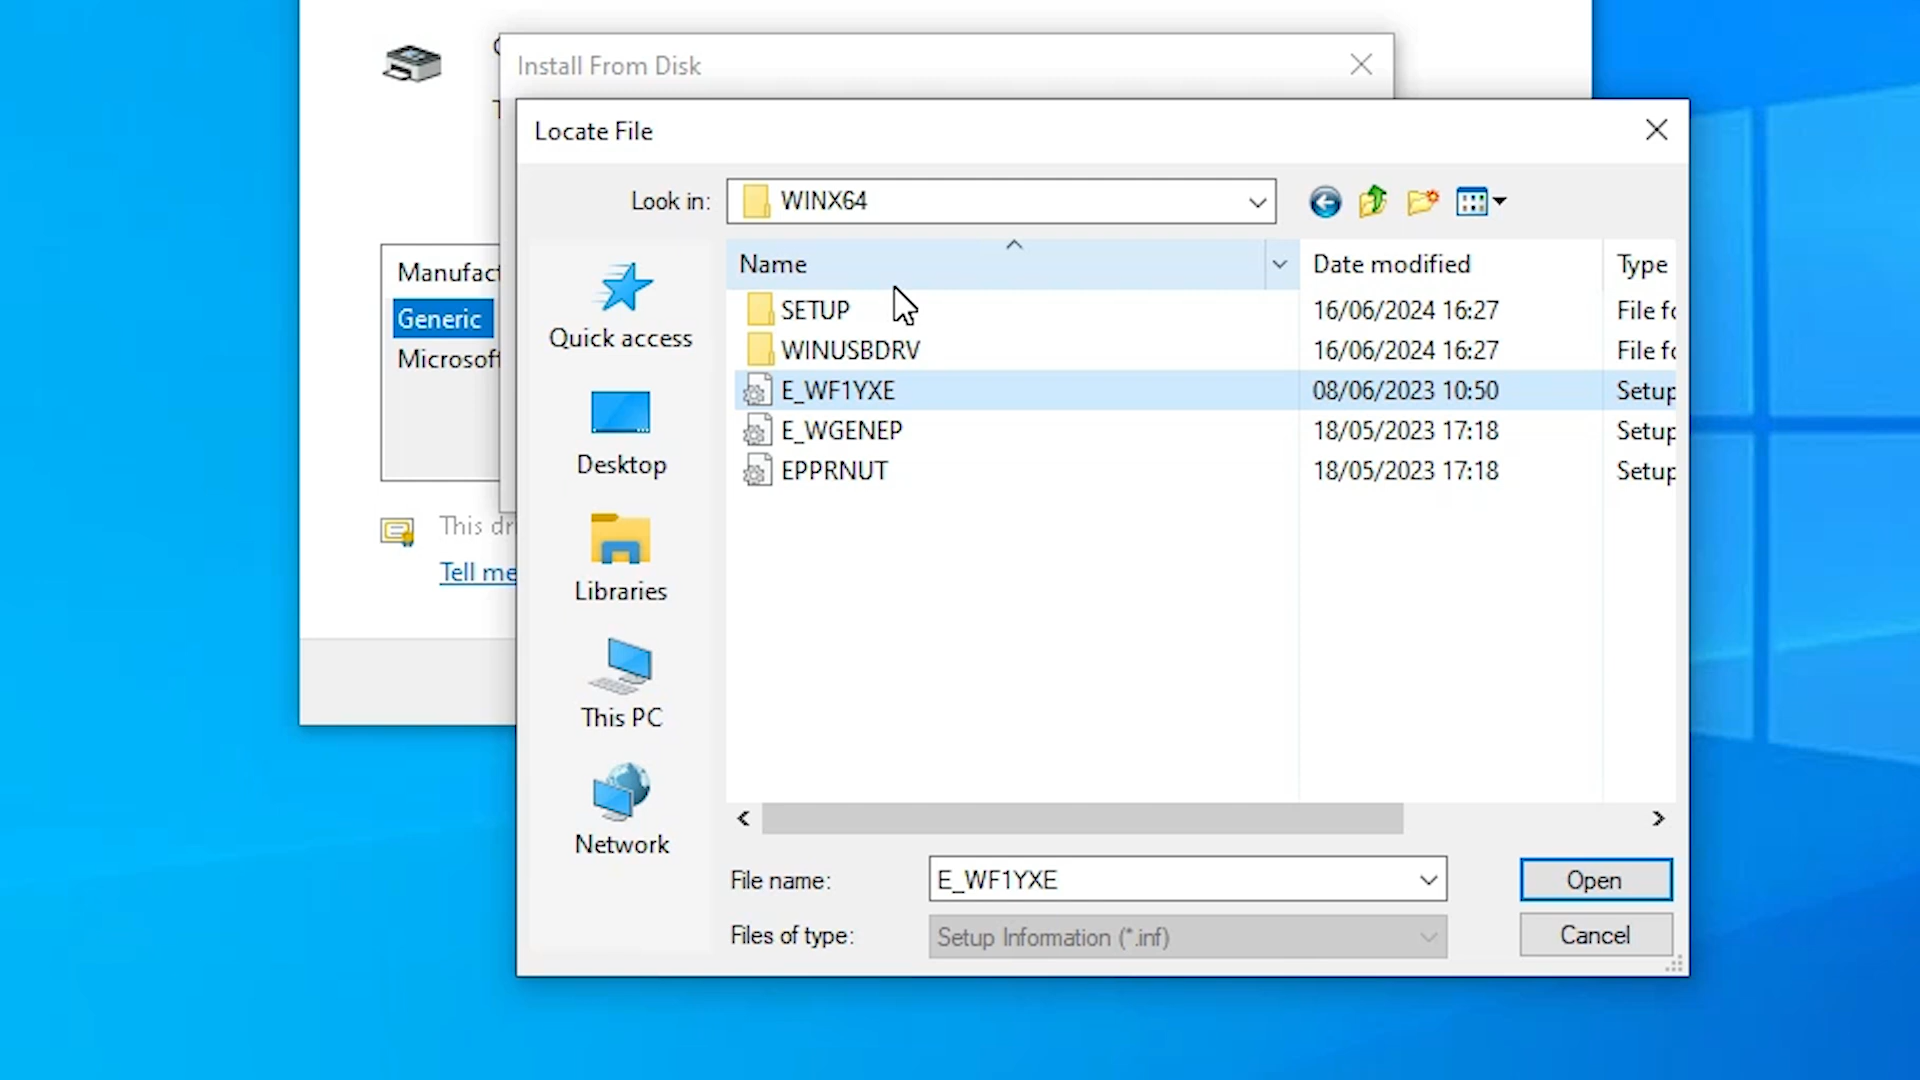 Install From Disk
Locate File
Look in:
WINX64
Manufact
Name
Date modified
Type
Generic
SETUP
16/06/2024 16:27
File fo
Quick access
Microsoft
WINUSBDRV
16/06/2024 16:27
File fo
E_WF1YXE
08/06/2023 10:50
Setup
E_WGENEP
18/05/2023 17:18
Setup
Desktop
EPPRNUT
18/05/2023 17:18
Setup
This dr
Tell me
Libraries
This PC
Network
File name:
E_WF1YXE
Open
Files of type:
Setup Information (*.inf)
Cancel